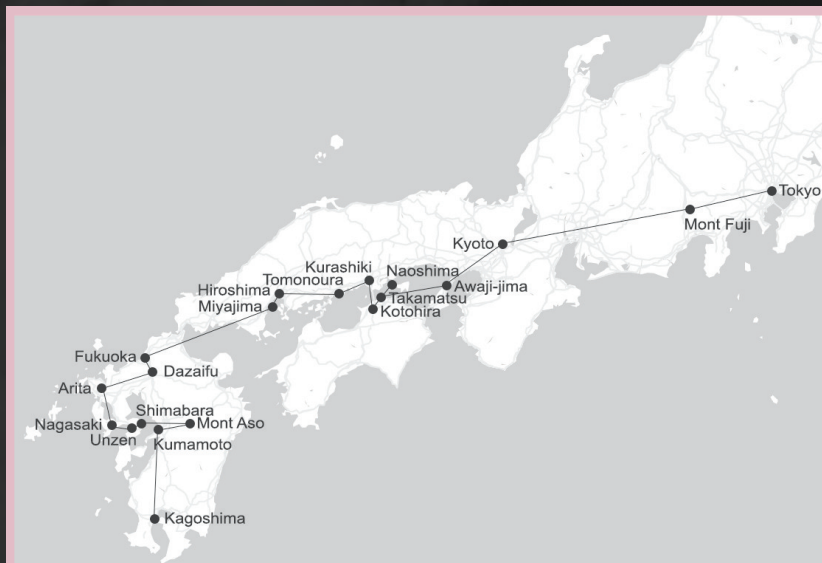 Tokyo
Mont Fuji
Kyoto
Kurashiki
Naoshima
Tomonoura
Awaji-jima
Hiroshima
Takamatsu
Miyajima
Kotohira
Fukuoka
Dazaifu
Arita
Shimabara
Nagasaki
Mont Aso
Unzen
Kumamoto
Kagoshima